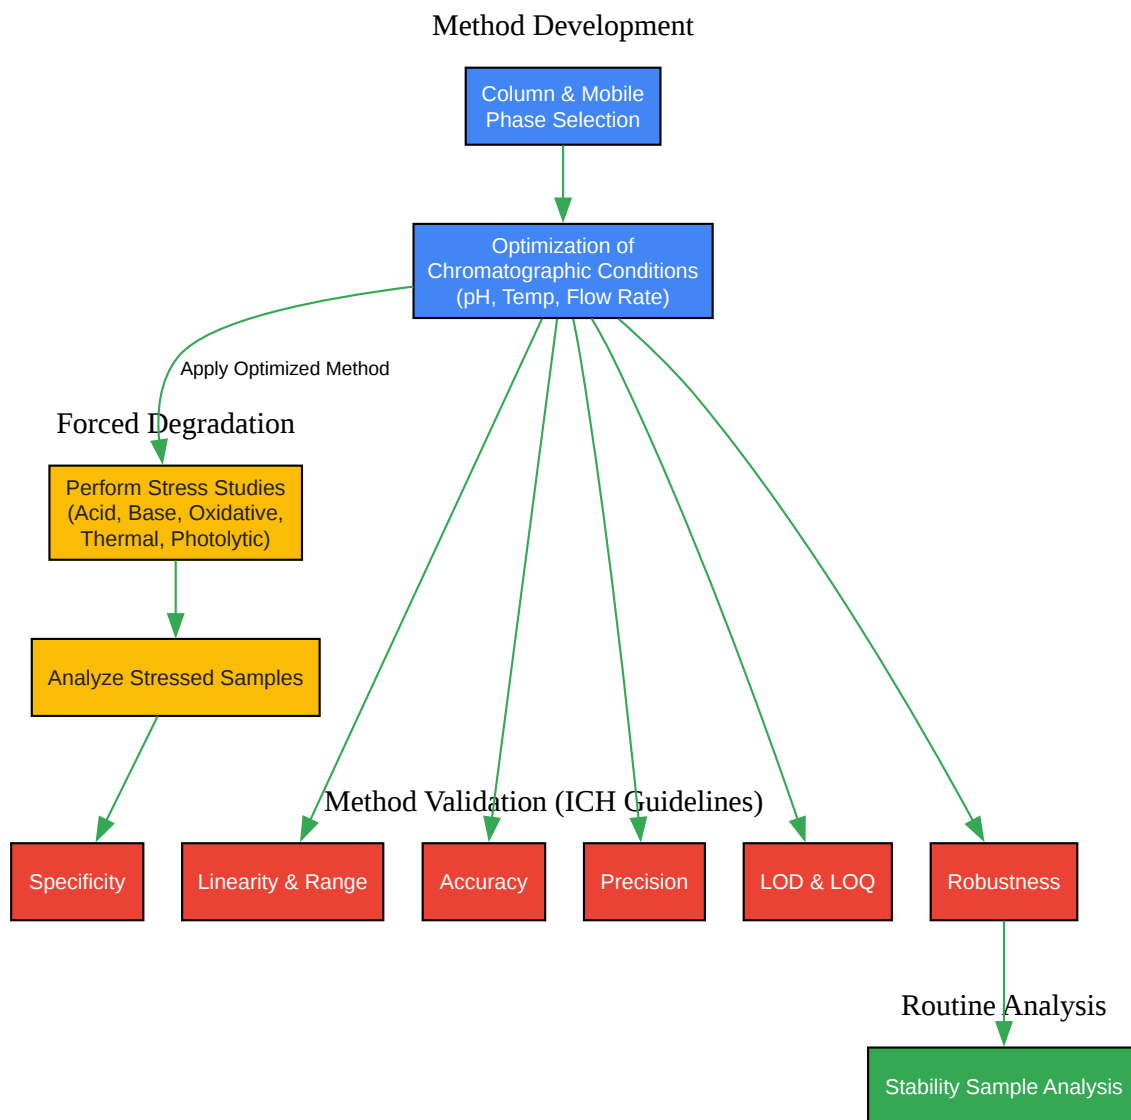 Method Development
Column & Mobile
Phase Selection
Optimization of
Chromatographic Conditions
(pH, Temp, Flow Rate)
Apply Optimized Method
Forced Degradation
Perform Stress Studies
(Acid, Base, Oxidative,
Thermal, Photolytic)
Analyze Stressed Samples
Method Validation (ICH Guidelines)
Specificity
Linearity & Range
Accuracy
Precision
LOD & LOQ
Robustness
Routine Analysis
Stability Sample Analysis